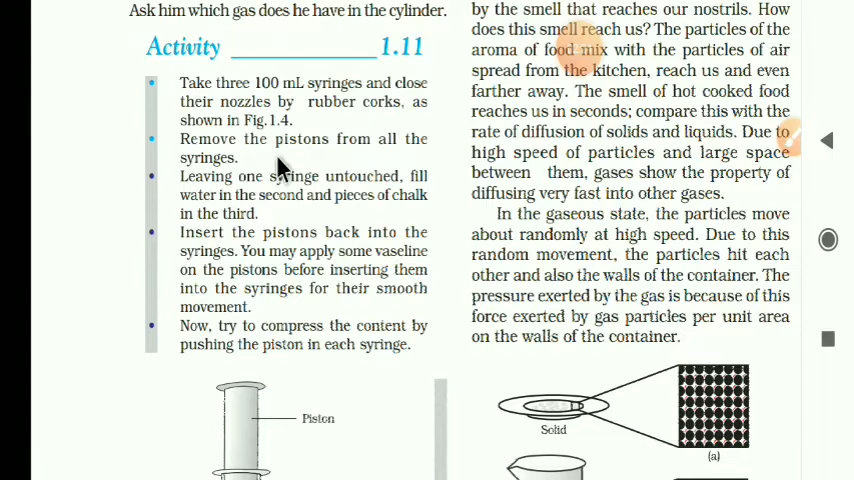 Ask him which gas does he have in the cylinder.
Activity ____________ 1.11
• Take three 100 mL syringes and close
their nozzles by rubber corks, as
shown in Fig.1.4.
• Remove the pistons from all the
syringes.
• Leaving one syringe untouched, fill
water in the second and pieces of chalk
in the third.
• Insert the pistons back into the
syringes. You may apply some vaseline
on the pistons before inserting them
into the syringes for their smooth
movement.
• Now, try to compress the content by
pushing the piston in each syringe.
Piston
by the smell that reaches our nostrils. How
does this smell reach us? The particles of the
aroma of food mix with the particles of air
spread from the kitchen, reach us and even
farther away. The smell of hot cooked food
reaches us in seconds; compare this with the
rate of diffusion of solids and liquids. Due to
high speed of particles and large space
between them, gases show the property of
diffusing very fast into other gases.
In the gaseous state, the particles move
about randomly at high speed. Due to this
random movement, the particles hit each
other and also the walls of the container. The
pressure exerted by the gas is because of this
force exerted by gas particles per unit area
on the walls of the container.
Solid
(a)